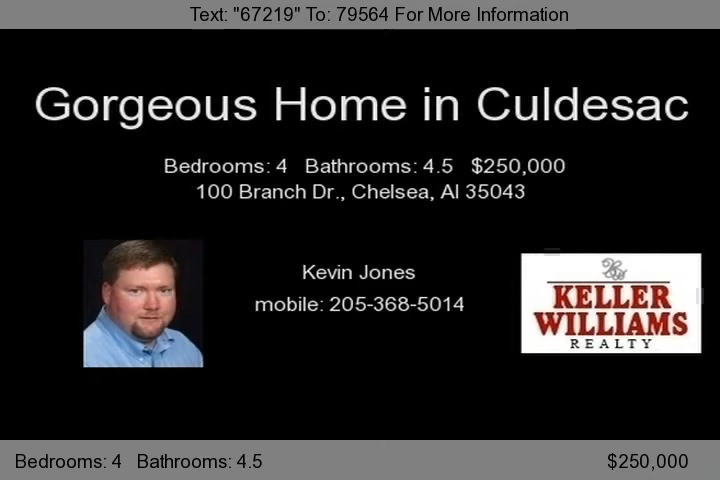 Text: "67219" To: 79564 For More Information
Gorgeous Home in Culdesac
Bedrooms: 4 Bathrooms: 4.5 $250,000
100 Branch Dr., Chelsea, Al 35043
Kevin Jones
mobile: 205-368-5014
KELLER
WILLIAMS
REALTY
Bedrooms: 4 Bathrooms: 4.5 $250,000